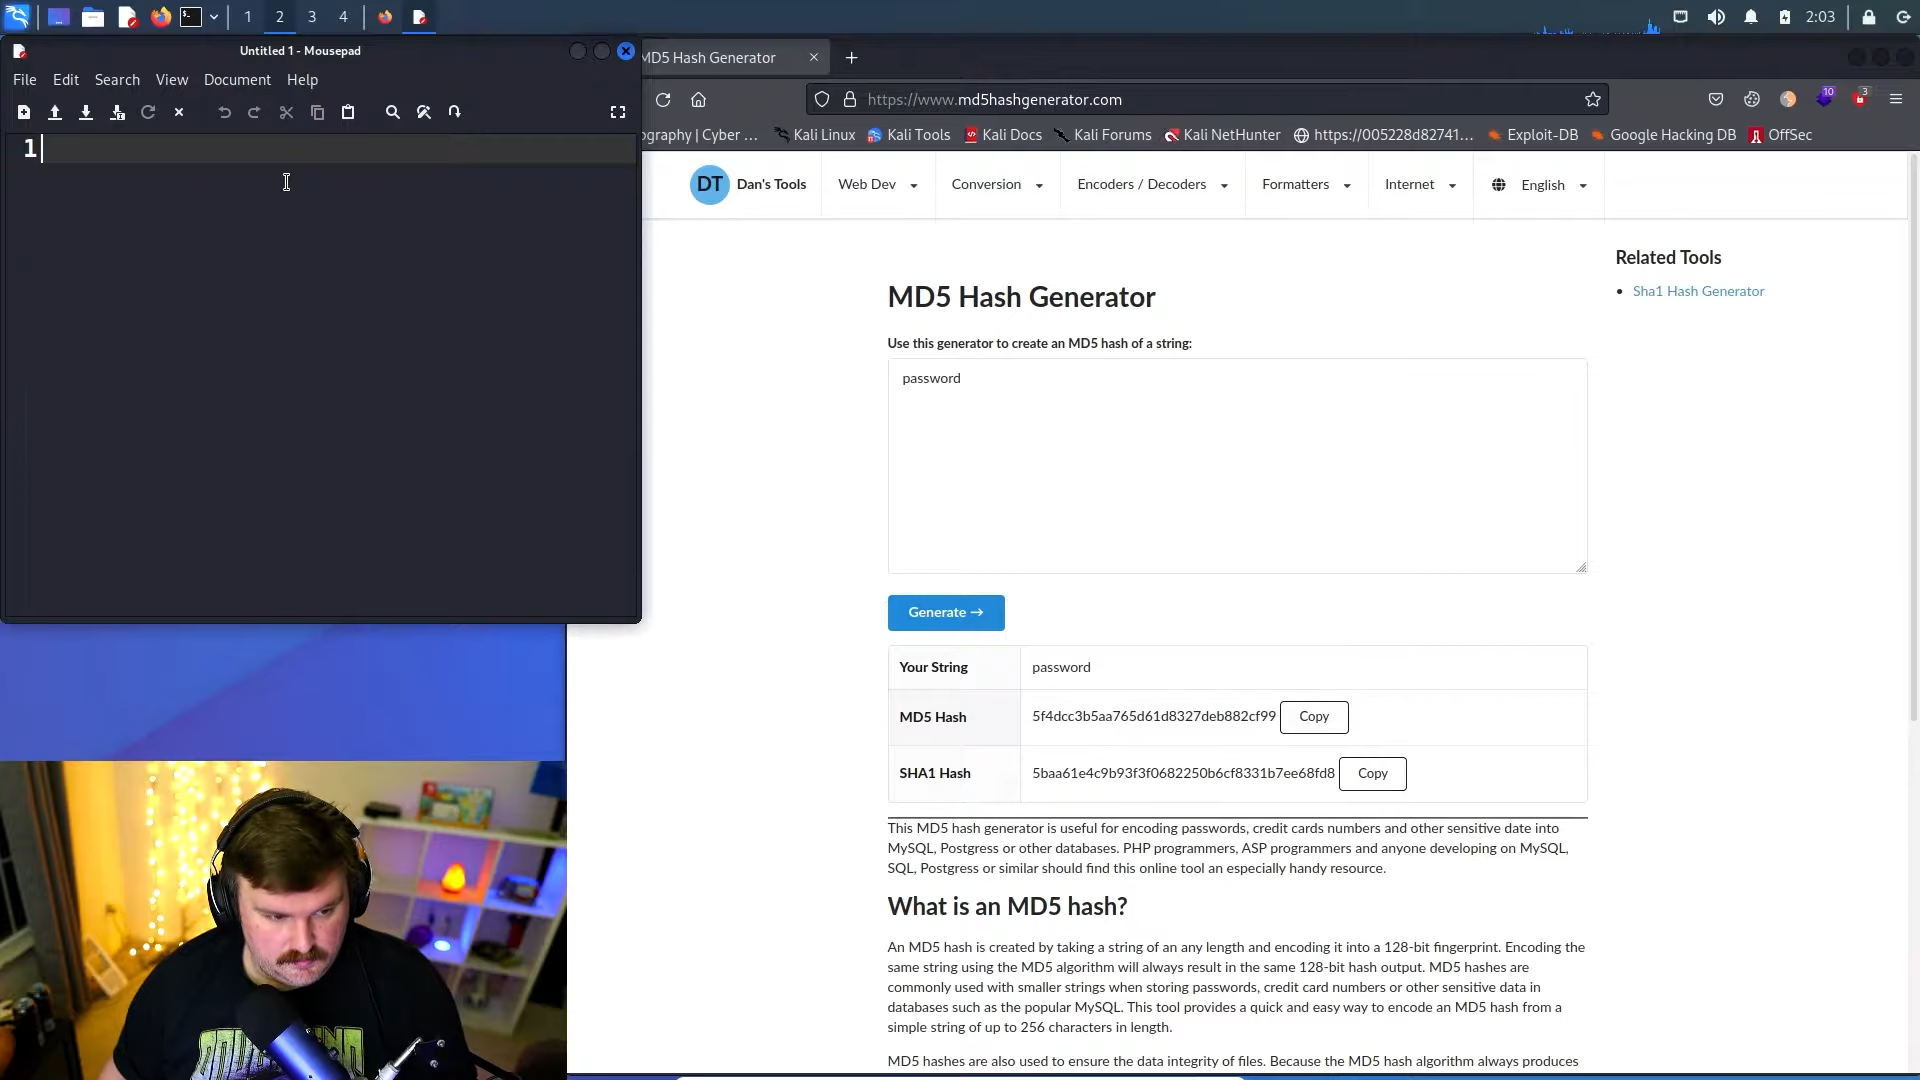 1 2 3 4
2:03
Untitled 1 - Mousepad
File Edit Search View Document Help
1
MD5 Hash Generator
https://www.md5hashgenerator.com
10
3
ography | Cyber ... Kali Linux Kali Tools Kali Docs Kali Forums Kali NetHunter https://005228d82741... Exploit-DB Google Hacking DB OffSec
DT Dan's Tools Web Dev Conversion Encoders / Decoders Formatters Internet English
Related Tools
Sha1 Hash Generator
MD5 Hash Generator
Use this generator to create an MD5 hash of a string:
password
Generate →
Your String password
MD5 Hash 5f4dcc3b5aa765d61d8327deb882cf99 Copy
SHA1 Hash 5baa61e4c9b93f3f0682250b6cf8331b7ee68fd8 Copy
This MD5 hash generator is useful for encoding passwords, credit cards numbers and other sensitive date into
MySQL, Postgress or other databases. PHP programmers, ASP programmers and anyone developing on MySQL,
SQL, Postgress or similar should find this online tool an especially handy resource.
What is an MD5 hash?
An MD5 hash is created by taking a string of an any length and encoding it into a 128-bit fingerprint. Encoding the
same string using the MD5 algorithm will always result in the same 128-bit hash output. MD5 hashes are
commonly used with smaller strings when storing passwords, credit card numbers or other sensitive data in
databases such as the popular MySQL. This tool provides a quick and easy way to encode an MD5 hash from a
simple string of up to 256 characters in length.
MD5 hashes are also used to ensure the data integrity of files. Because the MD5 hash algorithm always produces